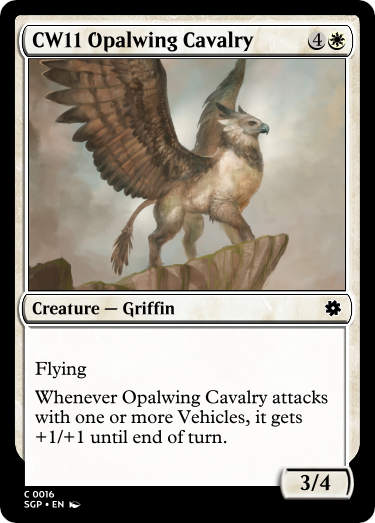 CW11 Opalwing Cavalry 4
Creature — Griffin
Flying
Whenever Opalwing Cavalry attacks
with one or more Vehicles, it gets
+1/+1 until end of turn.
3/4
C 0016
SGP • EN